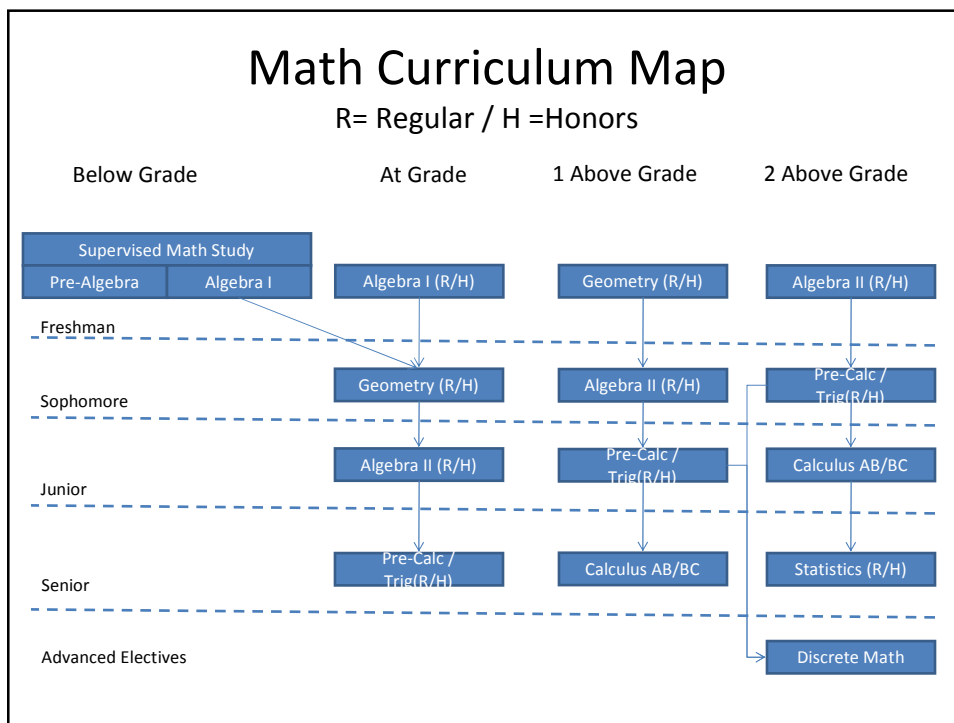 Math Curriculum Map
R= Regular / H =Honors
Below Grade
At Grade
1 Above Grade
2 Above Grade
Supervised Math Study
Pre-Algebra
Algebra I
Algebra I (R/H)
Geometry (R/H)
Algebra II (R/H)
Freshman
Geometry (R/H)
Algebra II (R/H)
Pre-Calc /
Trig(R/H)
Sophomore
Algebra II (R/H)
Pre-Calc /
Trig(R/H)
Calculus AB/BC
Junior
Pre-Calc /
Trig(R/H)
Calculus AB/BC
Statistics (R/H)
Senior
Advanced Electives
Discrete Math